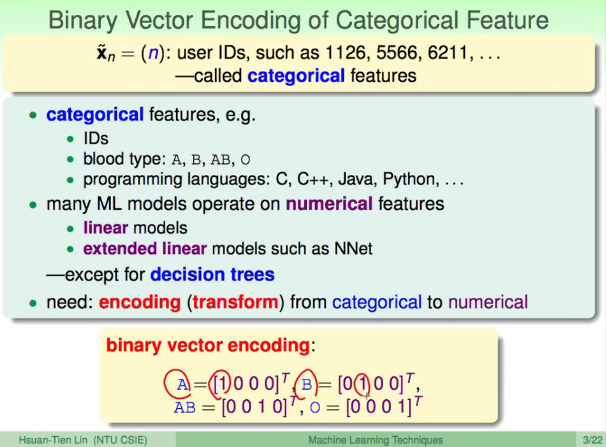 Binary Vector Encoding of Categorical Feature
x̃ₙ = (n): user IDs, such as 1126, 5566, 6211, . . .
—called categorical features
• categorical features, e.g.
• IDs
• blood type: A, B, AB, O
• programming languages: C, C++, Java, Python, . . .
• many ML models operate on numerical features
• linear models
• extended linear models such as NNet
—except for decision trees
• need: encoding (transform) from categorical to numerical
binary vector encoding:
A = [1 0 0 0]ᵀ, B = [0 1 0 0]ᵀ,
AB = [0 0 1 0]ᵀ, O = [0 0 0 1]ᵀ
Hsuan-Tien Lin (NTU CSIE) Machine Learning Techniques 3/22